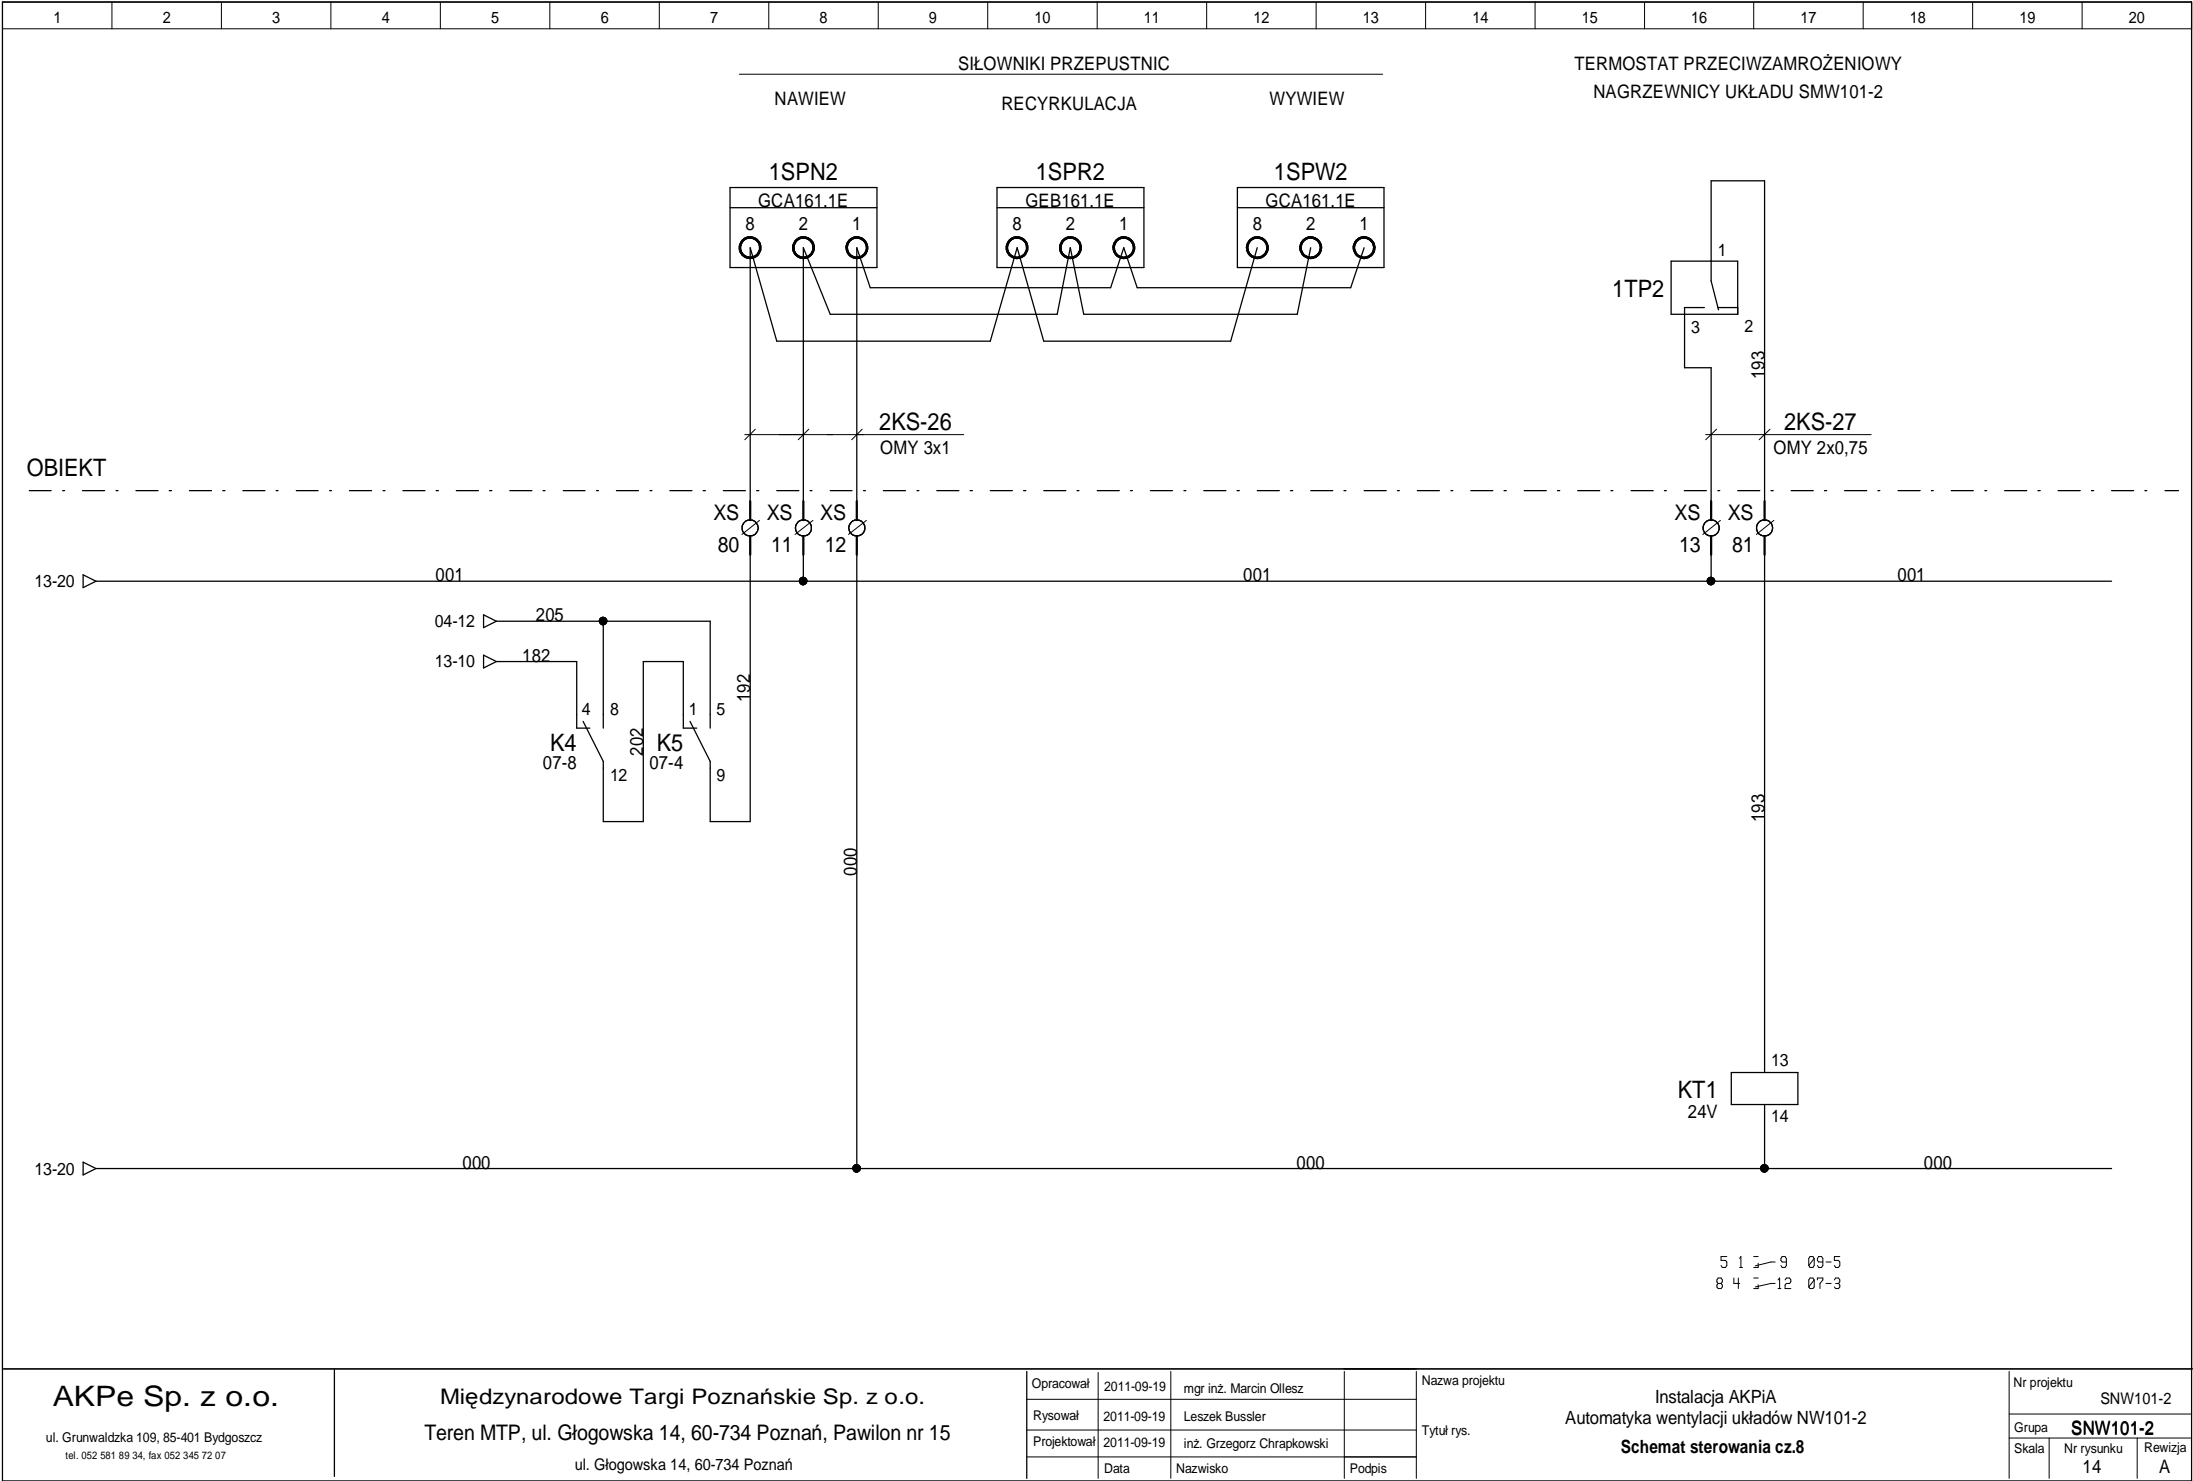 1 2 3 4 5 6 7 8 9 10 11 12 13 14 15 16 17 18 19 20
SIŁOWNIKI PRZEPUSTNIC
TERMOSTAT PRZECIWZAMROŻENIOWY
NAWIEW
RECYRKULACJA
WYWIEW
NAGRZEWNICY UKŁADU SMW101-2
1SPN2
1SPR2
1SPW2
GCA161.1E
GEB161.1E
GCA161.1E
8 2 1
8 2 1
8 2 1
1
1TP2
3 2
193
2KS-26
OMY 3x1
2KS-27
OMY 2x0,75
OBIEKT
XS XS XS
80 11 12
XS XS
13 81
13-20 001 001 001
04-12 205
13-10 182
192
4 8
1 5
K4
07-8
202
K5
07-4
12
9
193
000
13
KT1
24V
14
13-20 000 000 000
5 1 9 09-5
8 4 12 07-3
AKPe Sp. z o.o.
ul. Grunwaldzka 109, 85-401 Bydgoszcz
tel. 052 581 89 34, fax 052 345 72 07
Międzynarodowe Targi Poznańskie Sp. z o.o.
Teren MTP, ul. Głogowska 14, 60-734 Poznań, Pawilon nr 15
ul. Głogowska 14, 60-734 Poznań
Opracował 2011-09-19 mgr inż. Marcin Ollesz
Rysował 2011-09-19 Leszek Bussler
Projektował 2011-09-19 inż. Grzegorz Chrapkowski
Data Nazwisko Podpis
Nazwa projektu
Instalacja AKPiA
Automatyka wentylacji układów NW101-2
Tytuł rys.
Schemat sterowania cz.8
Nr projektu
SNW101-2
Grupa SNW101-2
Skala Nr rysunku Rewizja
14 A